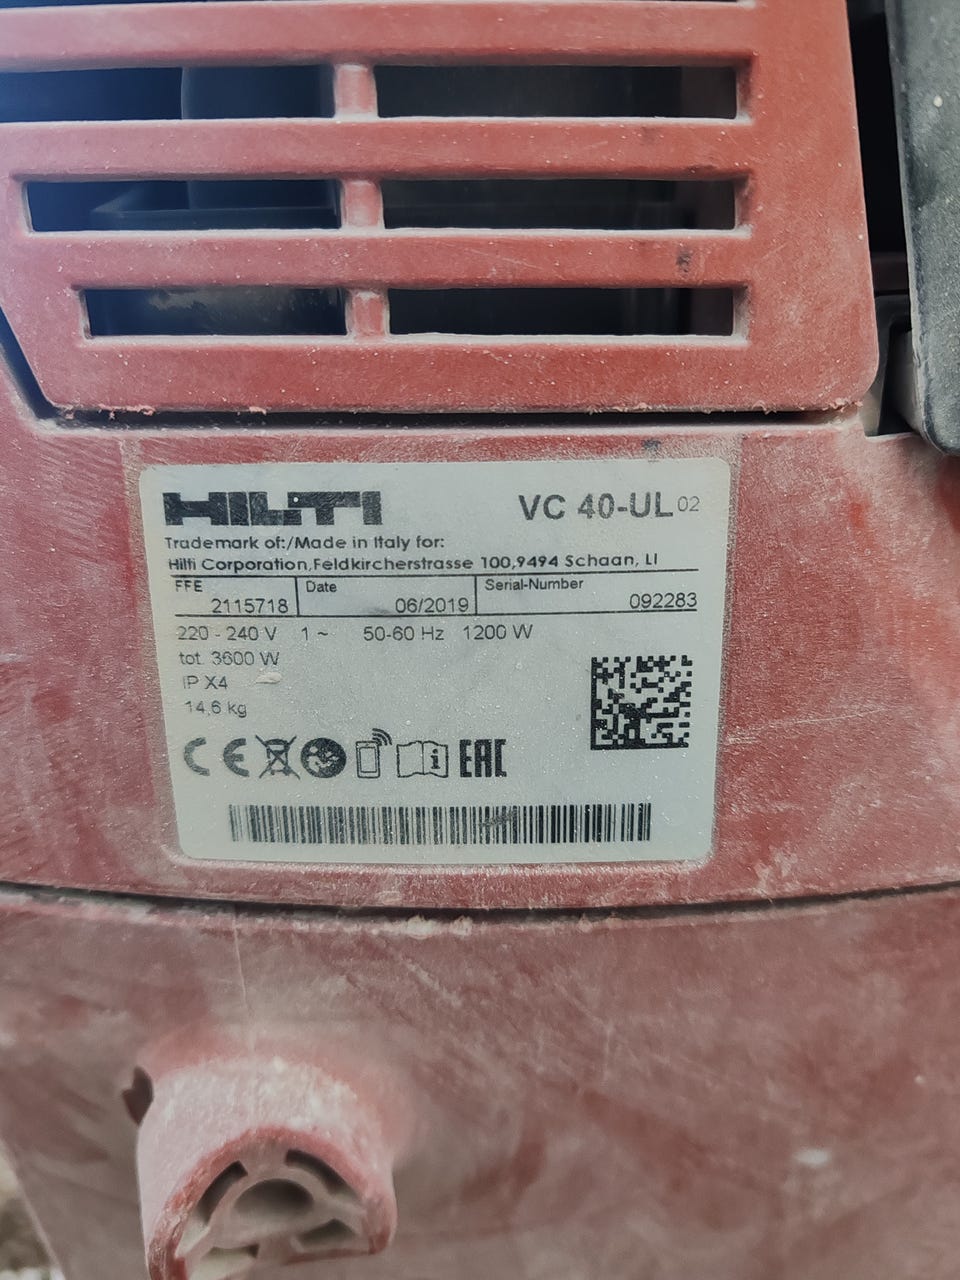 HILTI VC 40-UL 02
Trademark of:/Made in Italy for:
Hilti Corporation,Feldkircherstrasse 100,9494 Schaan, LI
FFE Date Serial-Number
2115718 06/2019 092283
220 - 240 V 1 ~ 50-60 Hz 1200 W
tot. 3600 W
IP X4
14,6 kg
CE i EAC